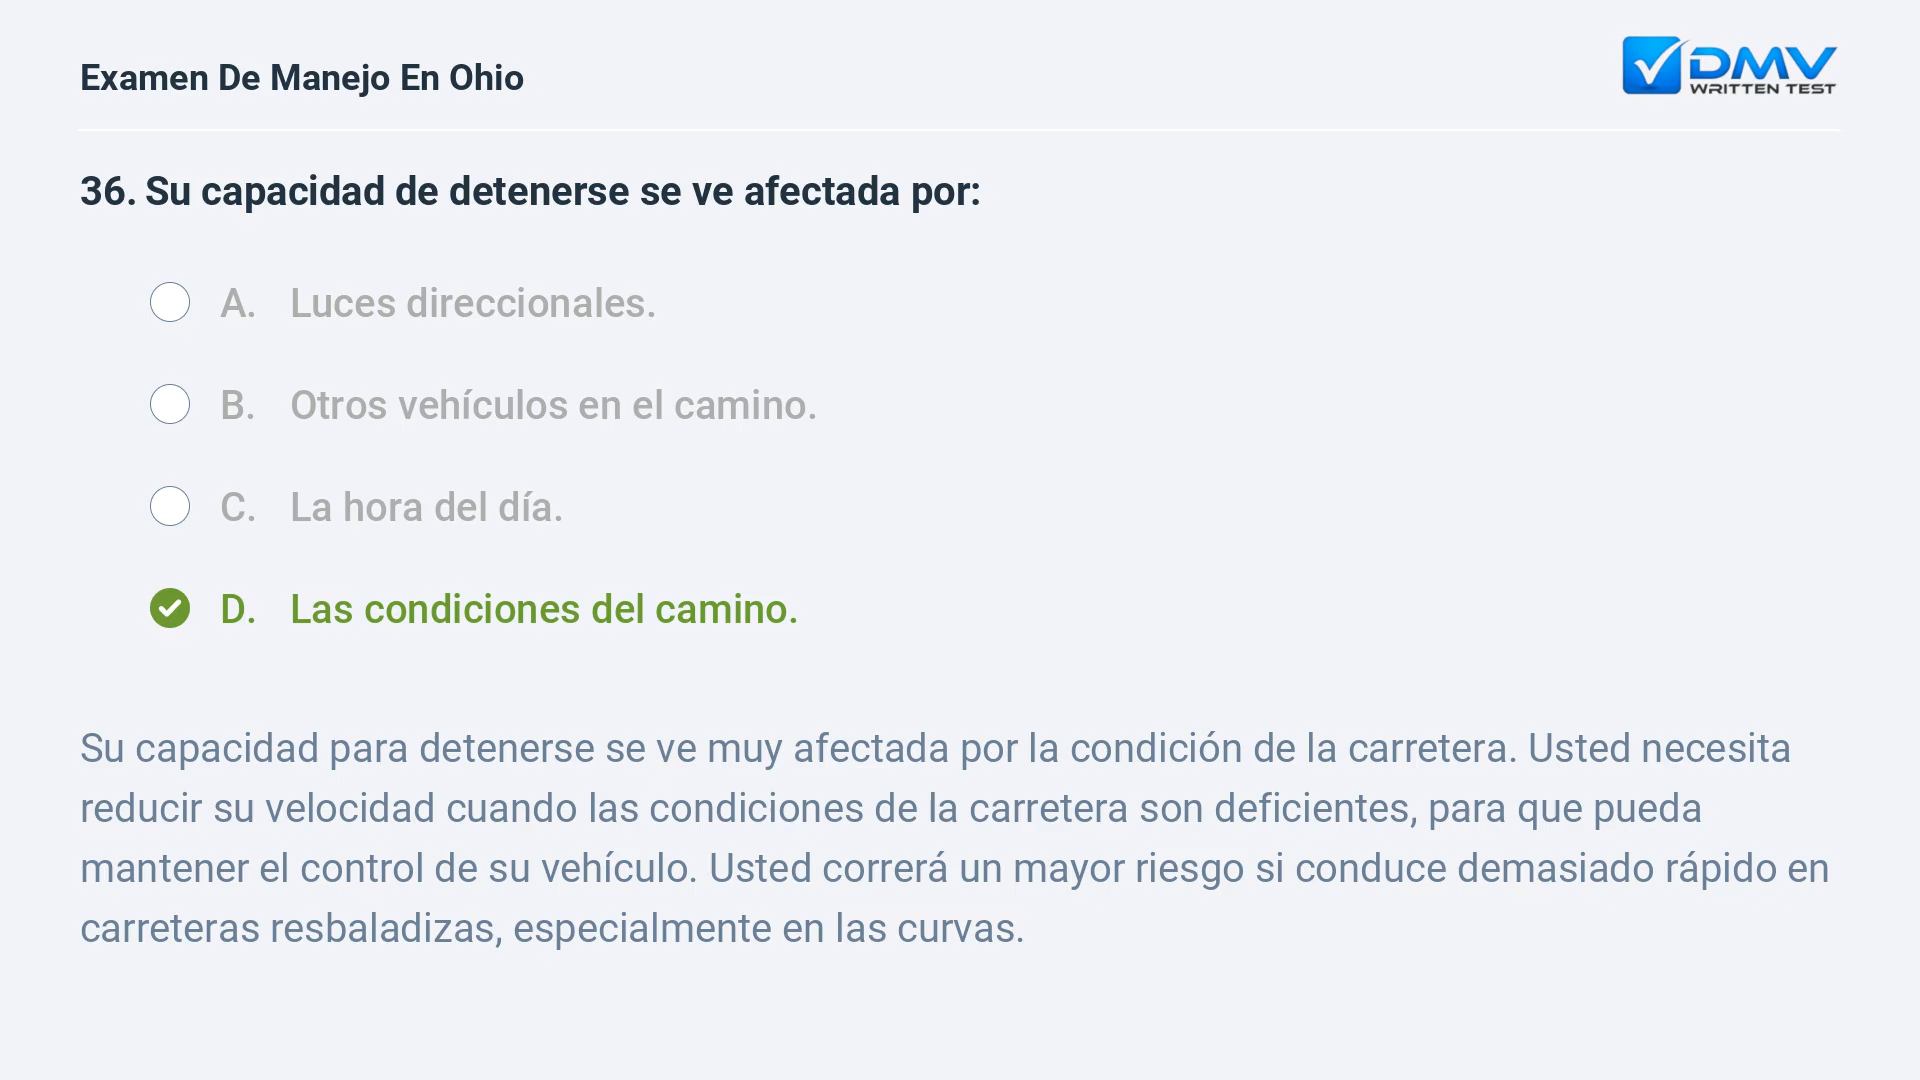 Examen De Manejo En Ohio
DMV
WRITTEN TEST
36. Su capacidad de detenerse se ve afectada por:
A. Luces direccionales.
B. Otros vehículos en el camino.
C. La hora del día.
D. Las condiciones del camino.
Su capacidad para detenerse se ve muy afectada por la condición de la carretera. Usted necesita
reducir su velocidad cuando las condiciones de la carretera son deficientes, para que pueda
mantener el control de su vehículo. Usted correrá un mayor riesgo si conduce demasiado rápido en
carreteras resbaladizas, especialmente en las curvas.